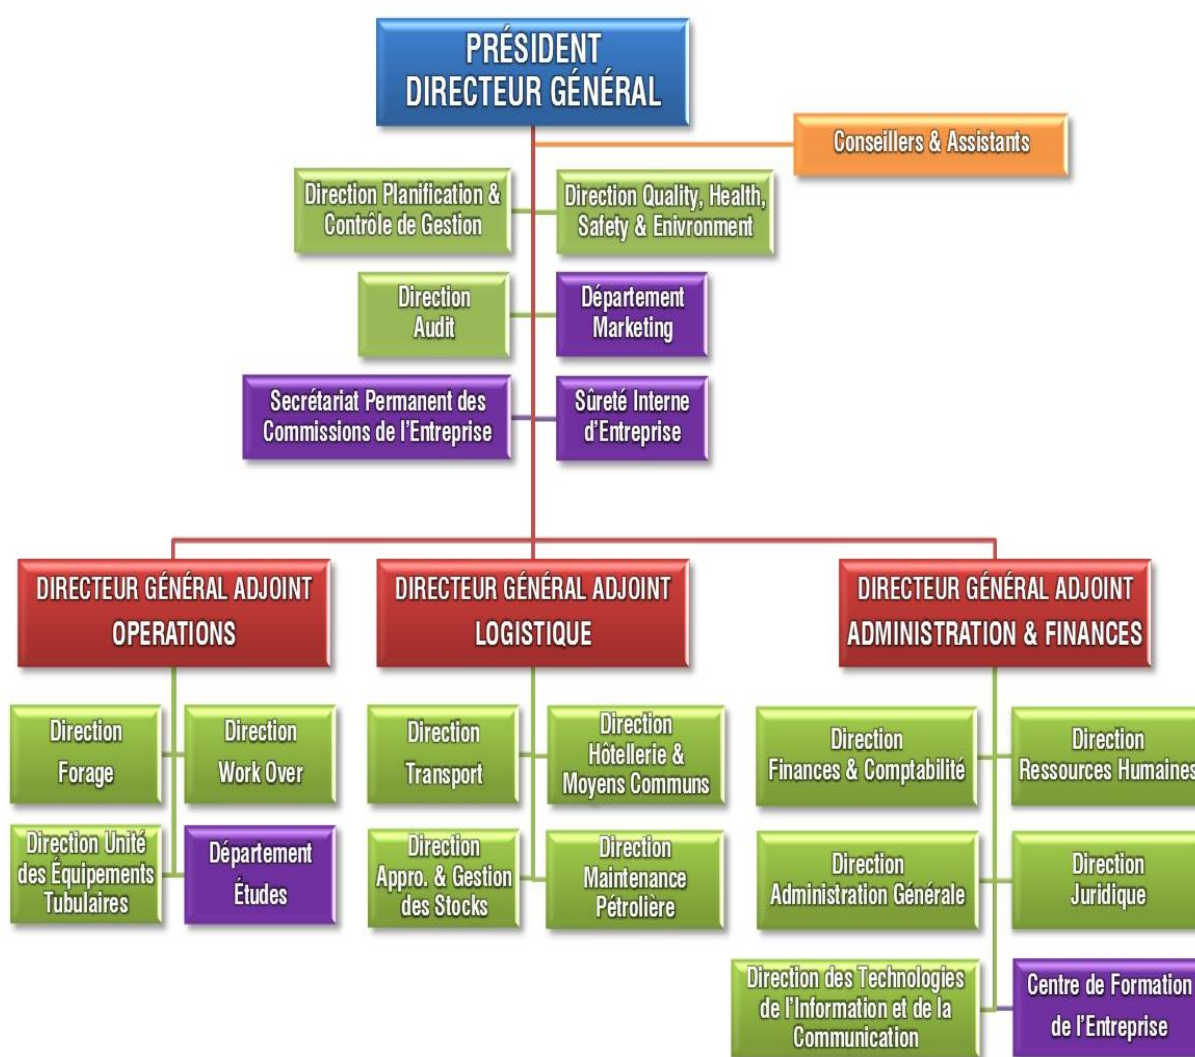 PRÉSIDENT
DIRECTEUR GÉNÉRAL
Conseillers & Assistants
Direction Planification &
Contrôle de Gestion
Direction Quality, Health,
Safety & Enivronment
Direction
Audit
Département
Marketing
Secrétariat Permanent des
Commissions de l'Entreprise
Sûreté Interne
d'Entreprise
DIRECTEUR GÉNÉRAL ADJOINT
OPERATIONS
DIRECTEUR GÉNÉRAL ADJOINT
LOGISTIQUE
DIRECTEUR GÉNÉRAL ADJOINT
ADMINISTRATION & FINANCES
Direction
Forage
Direction
Work Over
Direction
Transport
Direction
Hôtellerie &
Moyens Communs
Direction
Finances & Comptabilité
Direction
Ressources Humaines
Direction Unité
des Équipements
Tubulaires
Département
Études
Direction
Appro. & Gestion
des Stocks
Direction
Maintenance
Pétrolière
Direction
Administration Générale
Direction
Juridique
Direction des Technologies
de l'Information et de la
Communication
Centre de Formation
de l'Entreprise